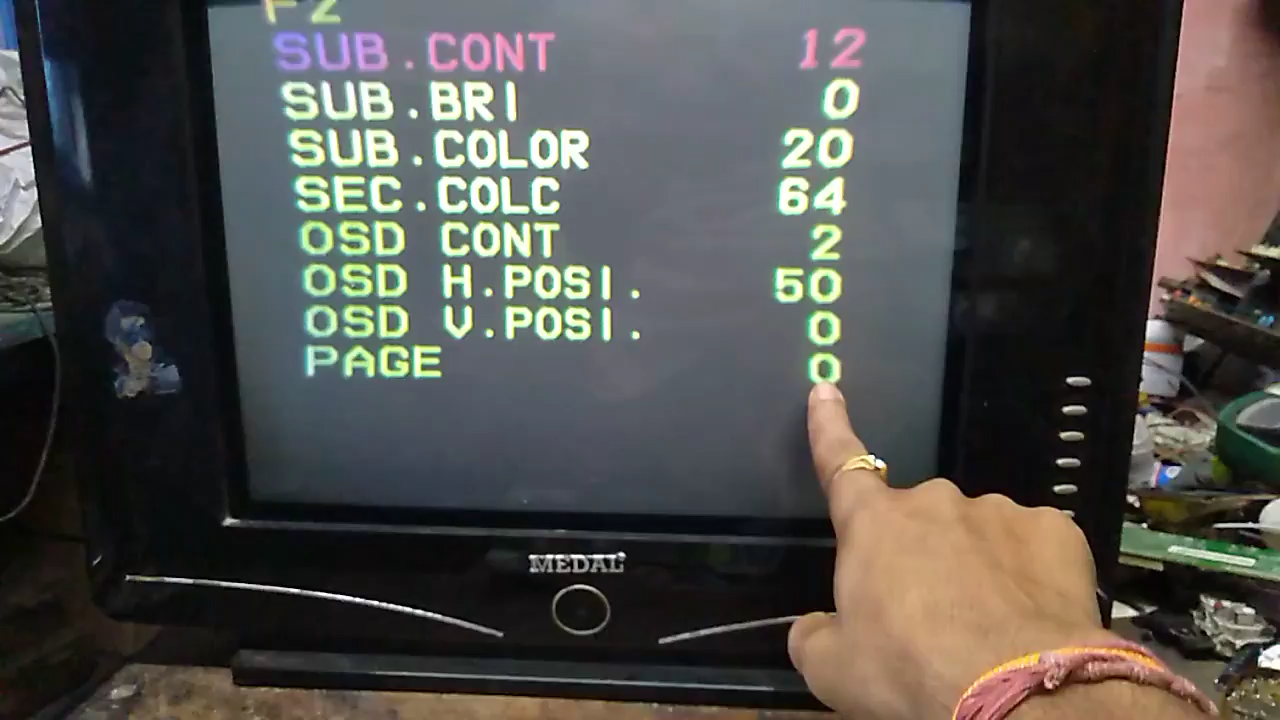 F2
SUB.CONT 12
SUB.BRI 0
SUB.COLOR 20
SEC.COLC 64
OSD CONT 2
OSD H.POSI. 50
OSD V.POSI. 0
PAGE 0
MEDAL